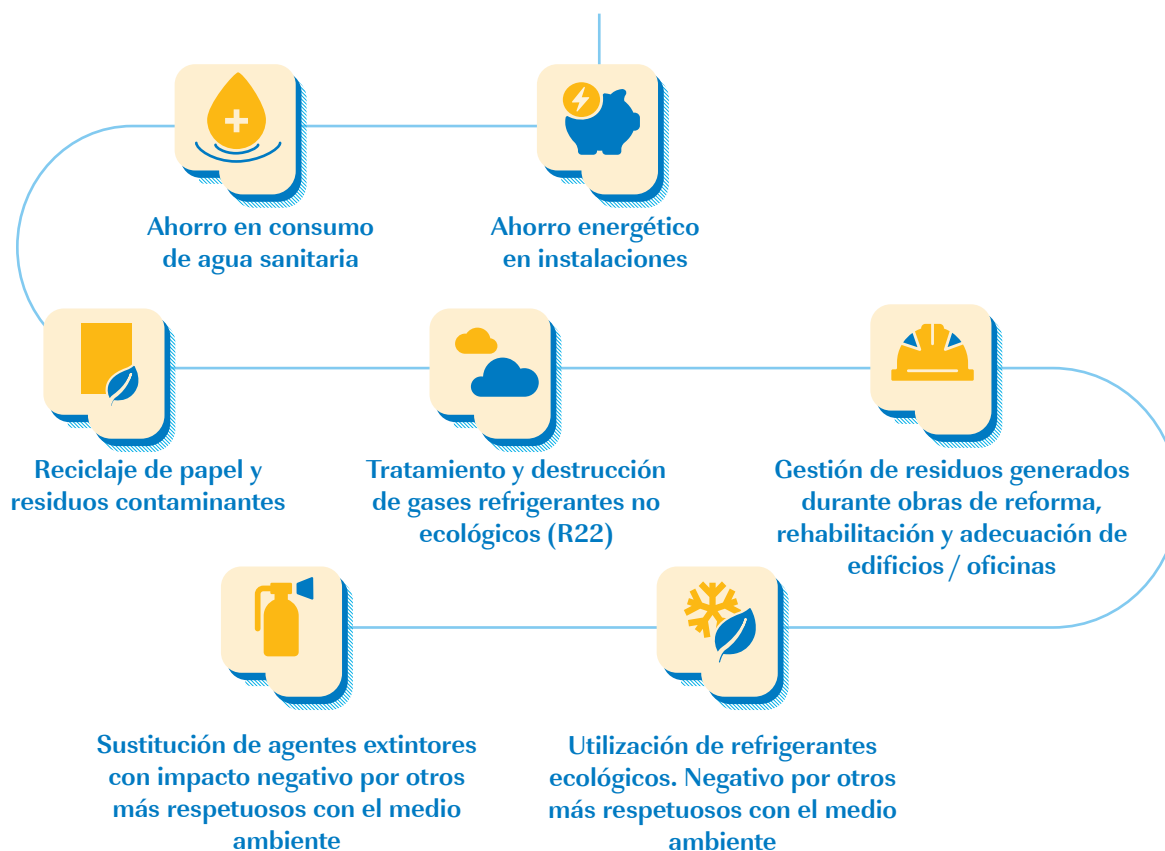 Ahorro en consumo
de agua sanitaria
Ahorro energético
en instalaciones
Reciclaje de papel y
residuos contaminantes
Tratamiento y destrucción
de gases refrigerantes no
ecológicos (R22)
Gestión de residuos generados
durante obras de reforma,
rehabilitación y adecuación de
edificios / oficinas
Sustitución de agentes extintores
con impacto negativo por otros
más respetuosos con el medio
ambiente
Utilización de refrigerantes
ecológicos. Negativo por otros
más respetuosos con el medio
ambiente